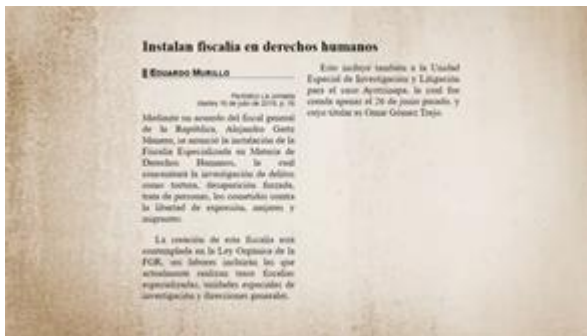 Instalan fiscalía en derechos humanos
EDUARDO MURILLO
Periódico La Jornada
Martes 16 de julio de 2019, p. 16
Mediante un acuerdo del fiscal general
de la República, Alejandro Gertz
Manero, se anunció la instalación de la
Fiscalía Especializada en Materia de
Derechos Humanos, la cual
concentrará la investigación de delitos
como tortura, desaparición forzada,
trata de personas, los cometidos contra
la libertad de expresión, mujeres y
migrantes.
La creación de esta fiscalía está
contemplada en la Ley Orgánica de la
FGR, sus labores incluirán las que
actualmente realizan trece fiscalías
especializadas, unidades especiales de
investigación y direcciones generales.
Esto incluye también a la Unidad
Especial de Investigación y Litigación
para el caso Ayotzinapa, la cual fue
creada apenas el 26 de junio pasado, y
cuyo titular es Omar Gómez Trejo.